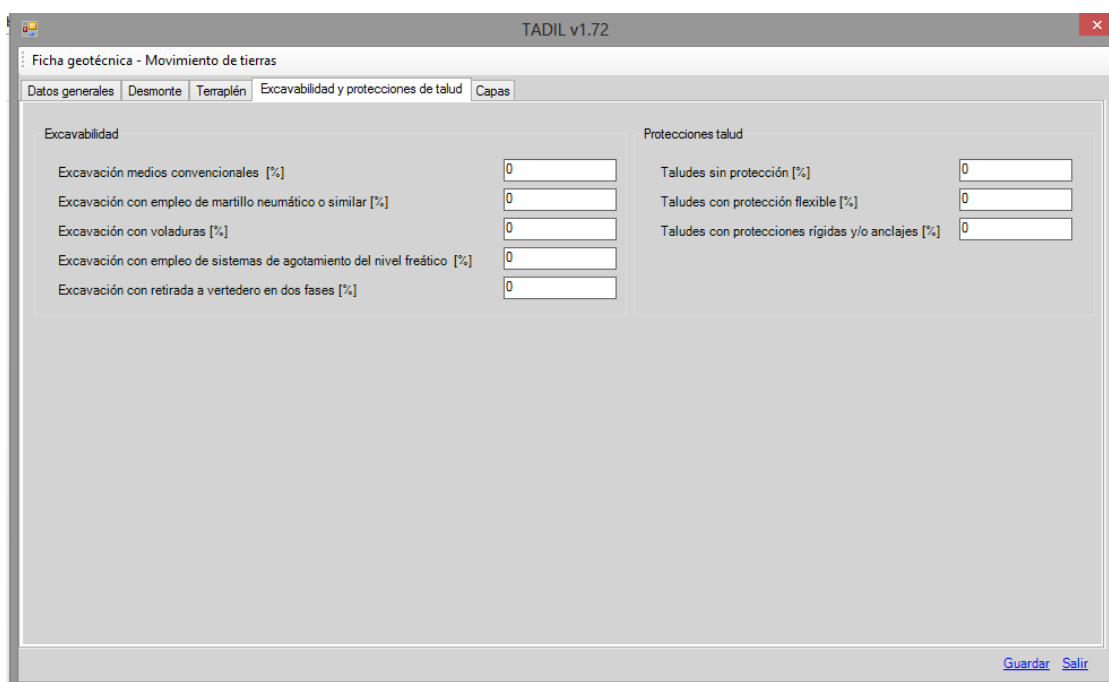 TADIL v1.72
Ficha geotécnica - Movimiento de tierras
Datos generales Desmonte Terraplén Excavabilidad y protecciones de talud Capas
Excavabilidad
Excavación medios convencionales [%] 0
Excavación con empleo de martillo neumático o similar [%] 0
Excavación con voladuras [%] 0
Excavación con empleo de sistemas de agotamiento del nivel freático [%] 0
Excavación con retirada a vertedero en dos fases [%] 0
Protecciones talud
Taludes sin protección [%] 0
Taludes con protección flexible [%] 0
Taludes con protecciones rígidas y/o anclajes [%] 0
Guardar Salir